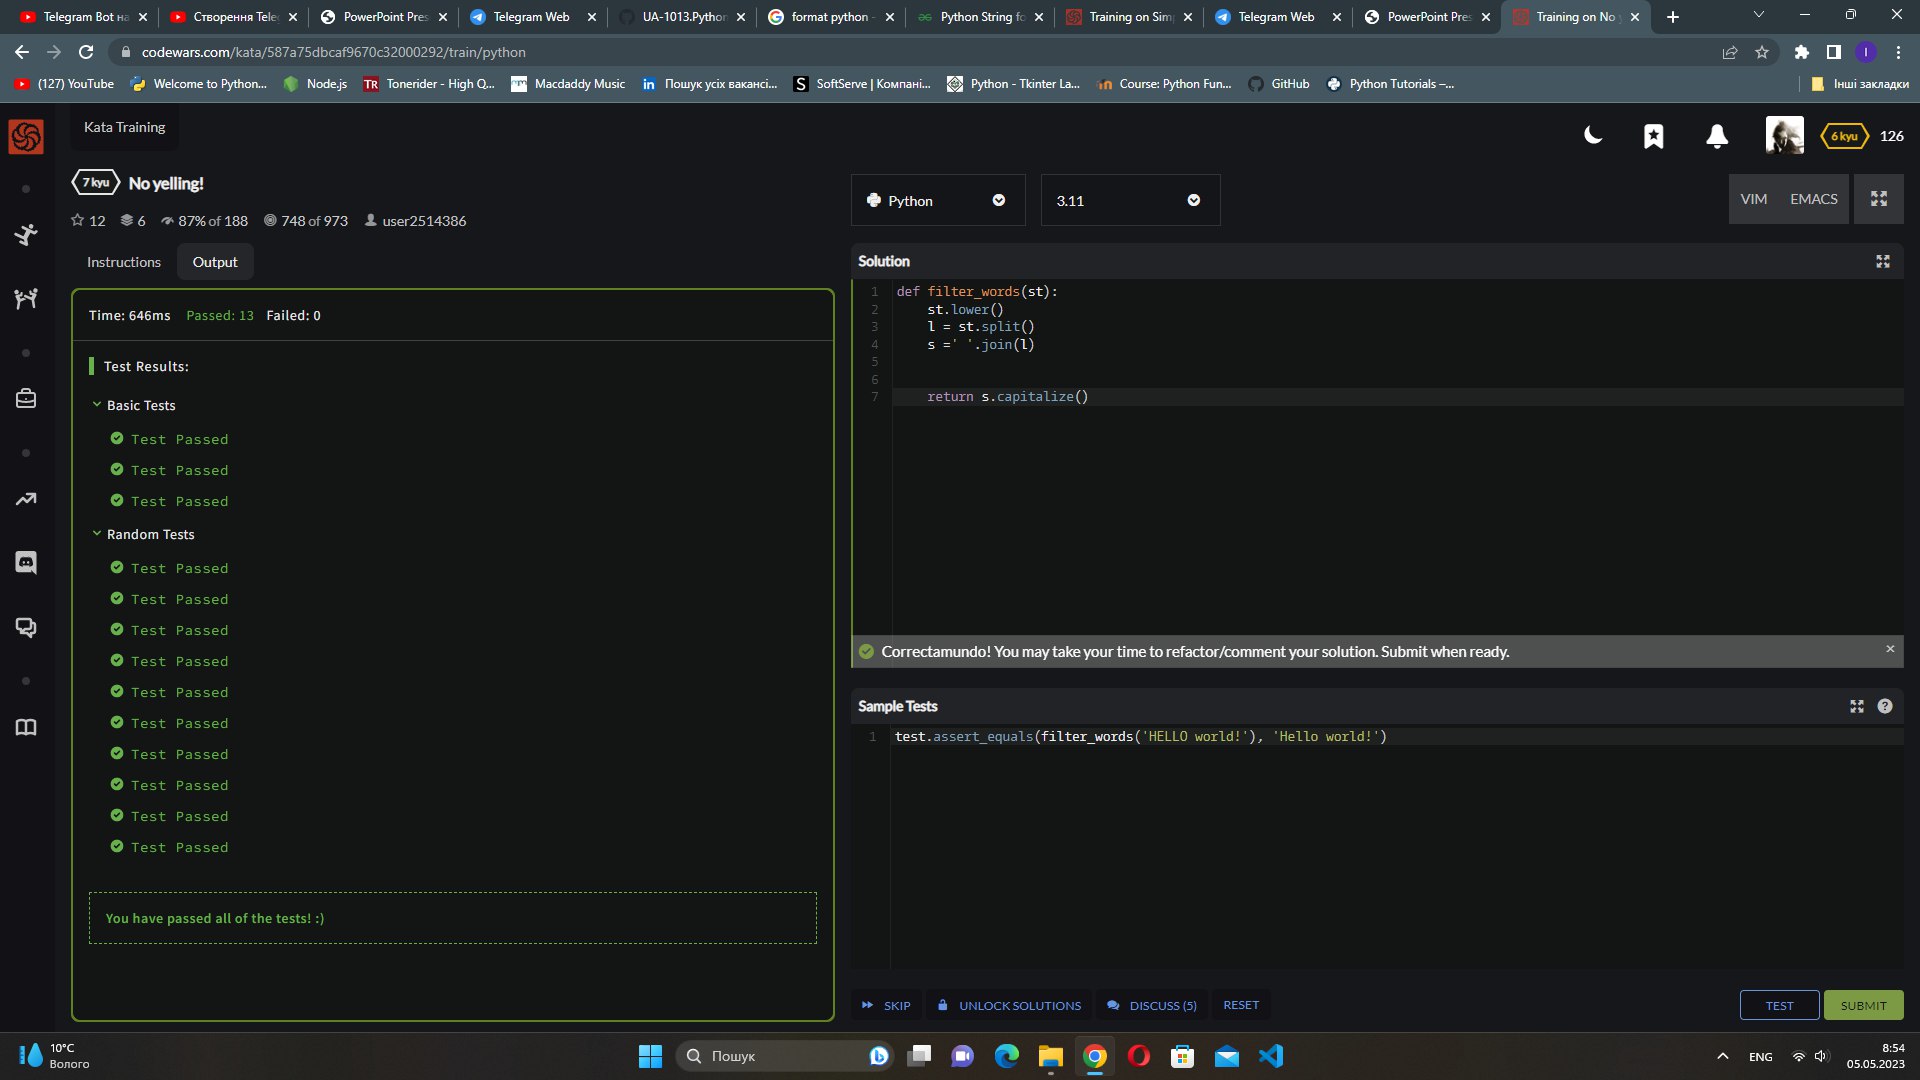 Telegram Bot на
Створення Tele
PowerPoint Pres
Telegram Web
UA-1013.Python
format python -
Python String fo
Training on Sim
Telegram Web
PowerPoint Pres
Training on No y
codewars.com/kata/587a75dbcaf9670c32000292/train/python
(127) YouTube
Welcome to Python...
Node.js
TR Tonerider - High Q...
Macdaddy Music
in Пошук усіх вакансі...
S SoftServe | Компані...
Python - Tkinter La...
Course: Python Fun...
GitHub
Python Tutorials –...
Інші закладки
Kata Training
6 kyu 126
7 kyu No yelling!
12 6 87% of 188 748 of 973 user2514386
Instructions Output
Time: 646ms Passed: 13 Failed: 0
Test Results:
Basic Tests
Test Passed
Test Passed
Test Passed
Random Tests
Test Passed
Test Passed
Test Passed
Test Passed
Test Passed
Test Passed
Test Passed
Test Passed
Test Passed
Test Passed
You have passed all of the tests! :)
Python 3.11 VIM EMACS
Solution
1 def filter_words(st):
2 st.lower()
3 l = st.split()
4 s =' '.join(l)
5
6
7 return s.capitalize()
Correctamundo! You may take your time to refactor/comment your solution. Submit when ready.
Sample Tests
1 test.assert_equals(filter_words('HELLO world!'), 'Hello world!')
SKIP UNLOCK SOLUTIONS DISCUSS (5) RESET TEST SUBMIT
10°C
Вологo
Пошук
ENG
8:54
05.05.2023